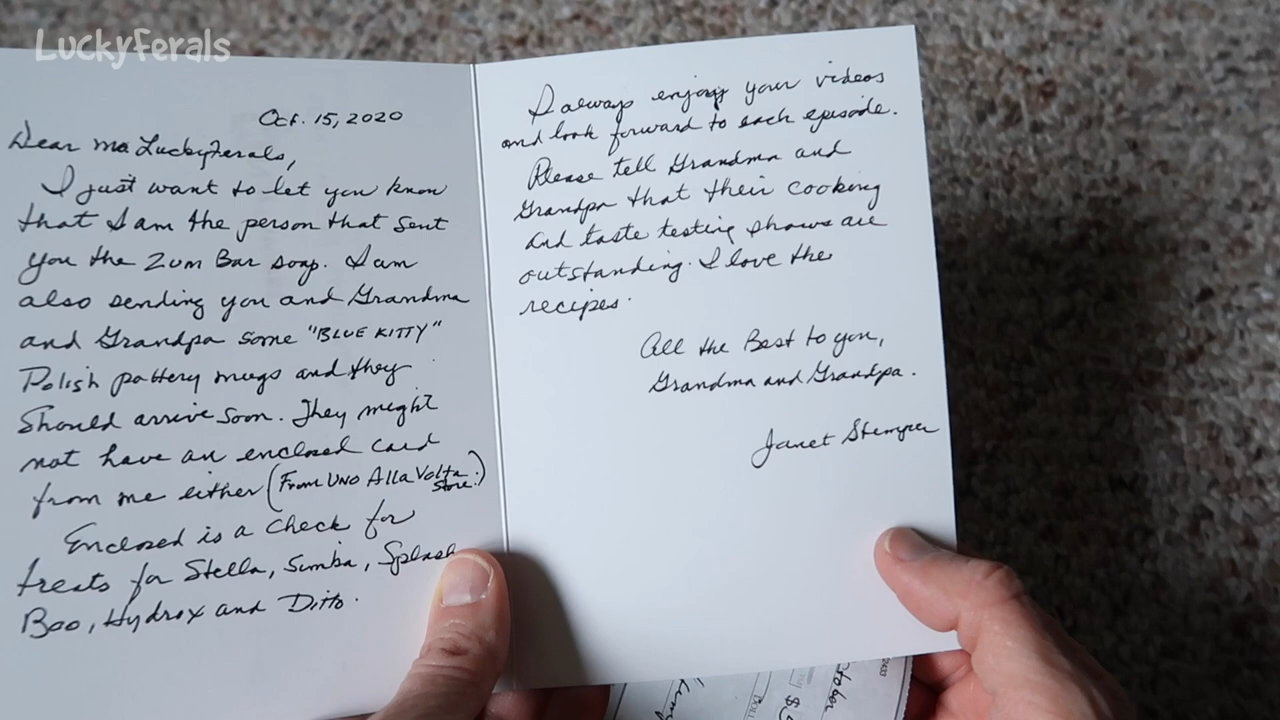 LuckyFerals
Oct. 15, 2020
Dear Ma LuckyFerals,
I just want to let you know
that I am the person that sent
you the Zum Bar soap. I am
also sending you and Grandma
and Grandpa some "BLUE KITTY"
Polish pottery mugs and they
should arrive soon. They might
not have an enclosed card
from me either (From UNO ALLA VOLTA
Store.)
Enclosed is a check for
treats for Stella, Simba, Splash
Boo, Hydrox and Ditto.
I always enjoy your videos
and look forward to each episode.
Please tell Grandma and
Grandpa that their cooking
and taste testing shows are
outstanding. I love the
recipes.
All the Best to you,
Grandma and Grandpa.
Janet Stemper